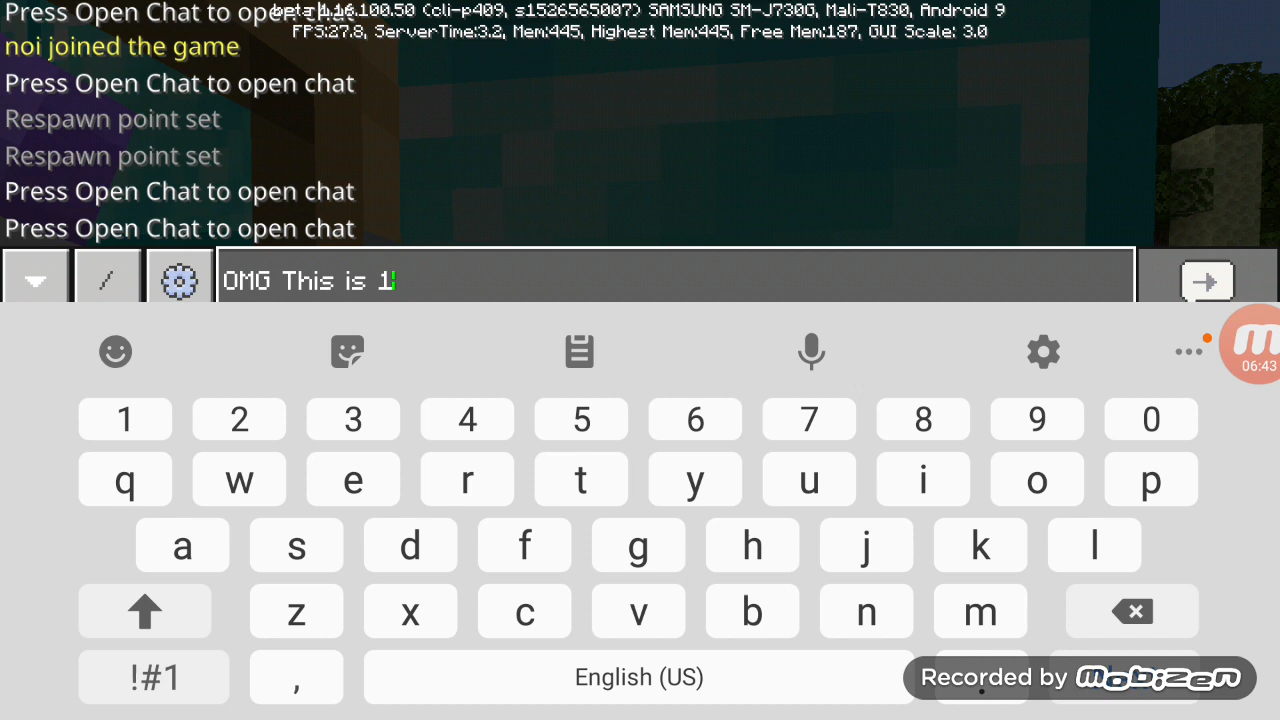 Press Open Chat to open chat
beta 1.16.100.50 (cli-p409, s1526565007) SAMSUNG SM-J730G, Mali-T830, Android 9
FPS:27.8, ServerTime:3.2, Mem:445, Highest Mem:445, Free Mem:187, GUI Scale: 3.0
noi joined the game
Press Open Chat to open chat
Respawn point set
Respawn point set
Press Open Chat to open chat
Press Open Chat to open chat
/
OMG This is 1
06:43
1 2 3 4 5 6 7 8 9 0
q w e r t y u i o p
a s d f g h j k l
z x c v b n m
!#1 , English (US) .
Recorded by mobizen